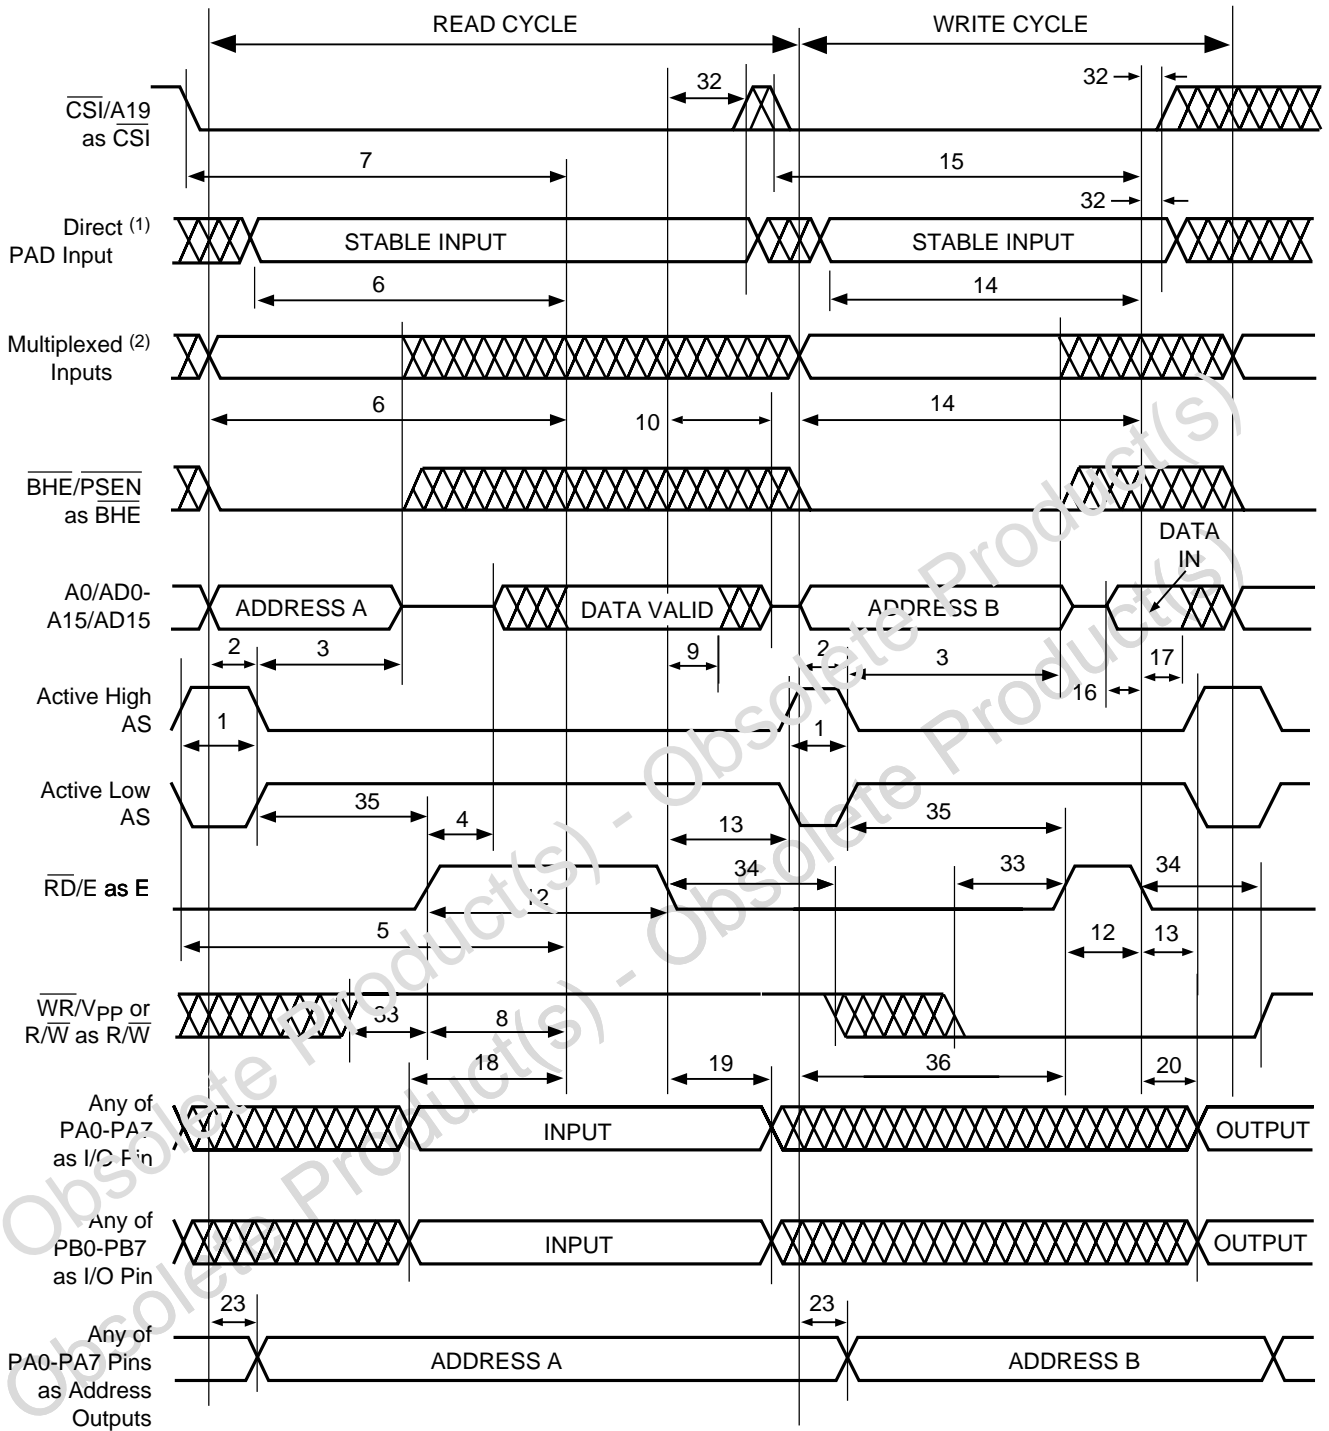 READ CYCLE
WRITE CYCLE
32
32
CSI/A19
as CSI
7
15
32
Direct (1)
PAD Input
STABLE INPUT
STABLE INPUT
6
14
Multiplexed (2)
Inputs
6
10
14
BHE/PSEN
as BHE
DATA
IN
A0/AD0-
A15/AD15
ADDRESS A
DATA VALID
ADDRESS B
2
3
9
2
3
17
16
Active High
AS
1
1
Active Low
AS
35
4
13
35
34
33
34
RD/E as E
12
5
12
13
WR/VPP or
R/W as R/W
33
8
18
19
36
20
Any of
PA0-PA7
as I/O Pin
INPUT
OUTPUT
Any of
PB0-PB7
as I/O Pin
INPUT
OUTPUT
23
23
Any of
PA0-PA7 Pins
as Address
Outputs
ADDRESS A
ADDRESS B
Obsolete Product(s) - Obsolete Product(s)
Obsolete Product(s) - Obsolete Product(s)